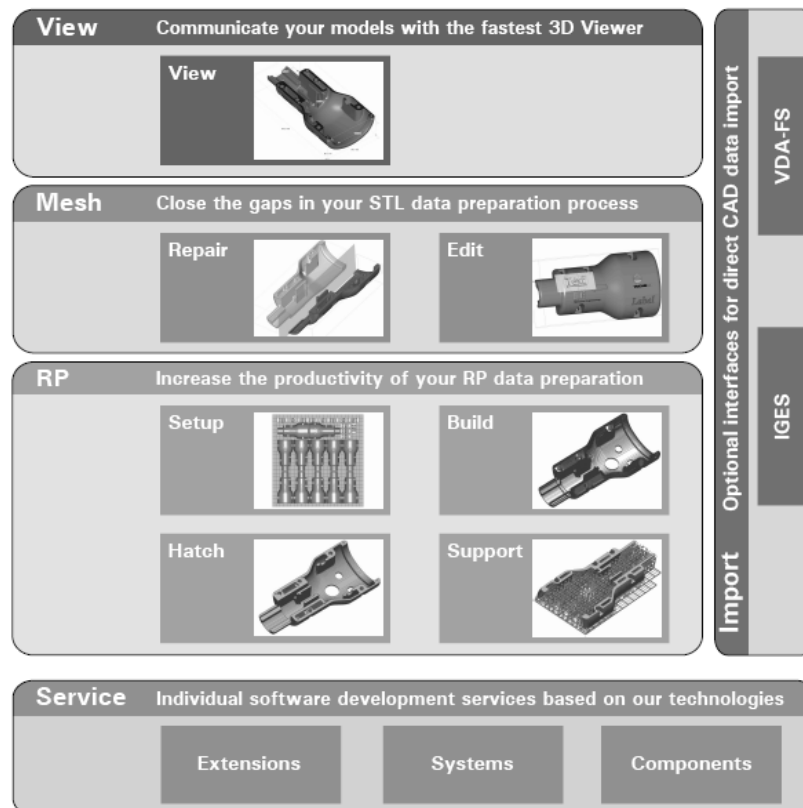 View Communicate your models with the fastest 3D Viewer
View
Mesh Close the gaps in your STL data preparation process
Repair
Edit
Label
RP Increase the productivity of your RP data preparation
Setup
Build
Hatch
Support
Import Optional interfaces for direct CAD data import
VDA-FS
IGES
Service Individual software development services based on our technologies
Extensions
Systems
Components